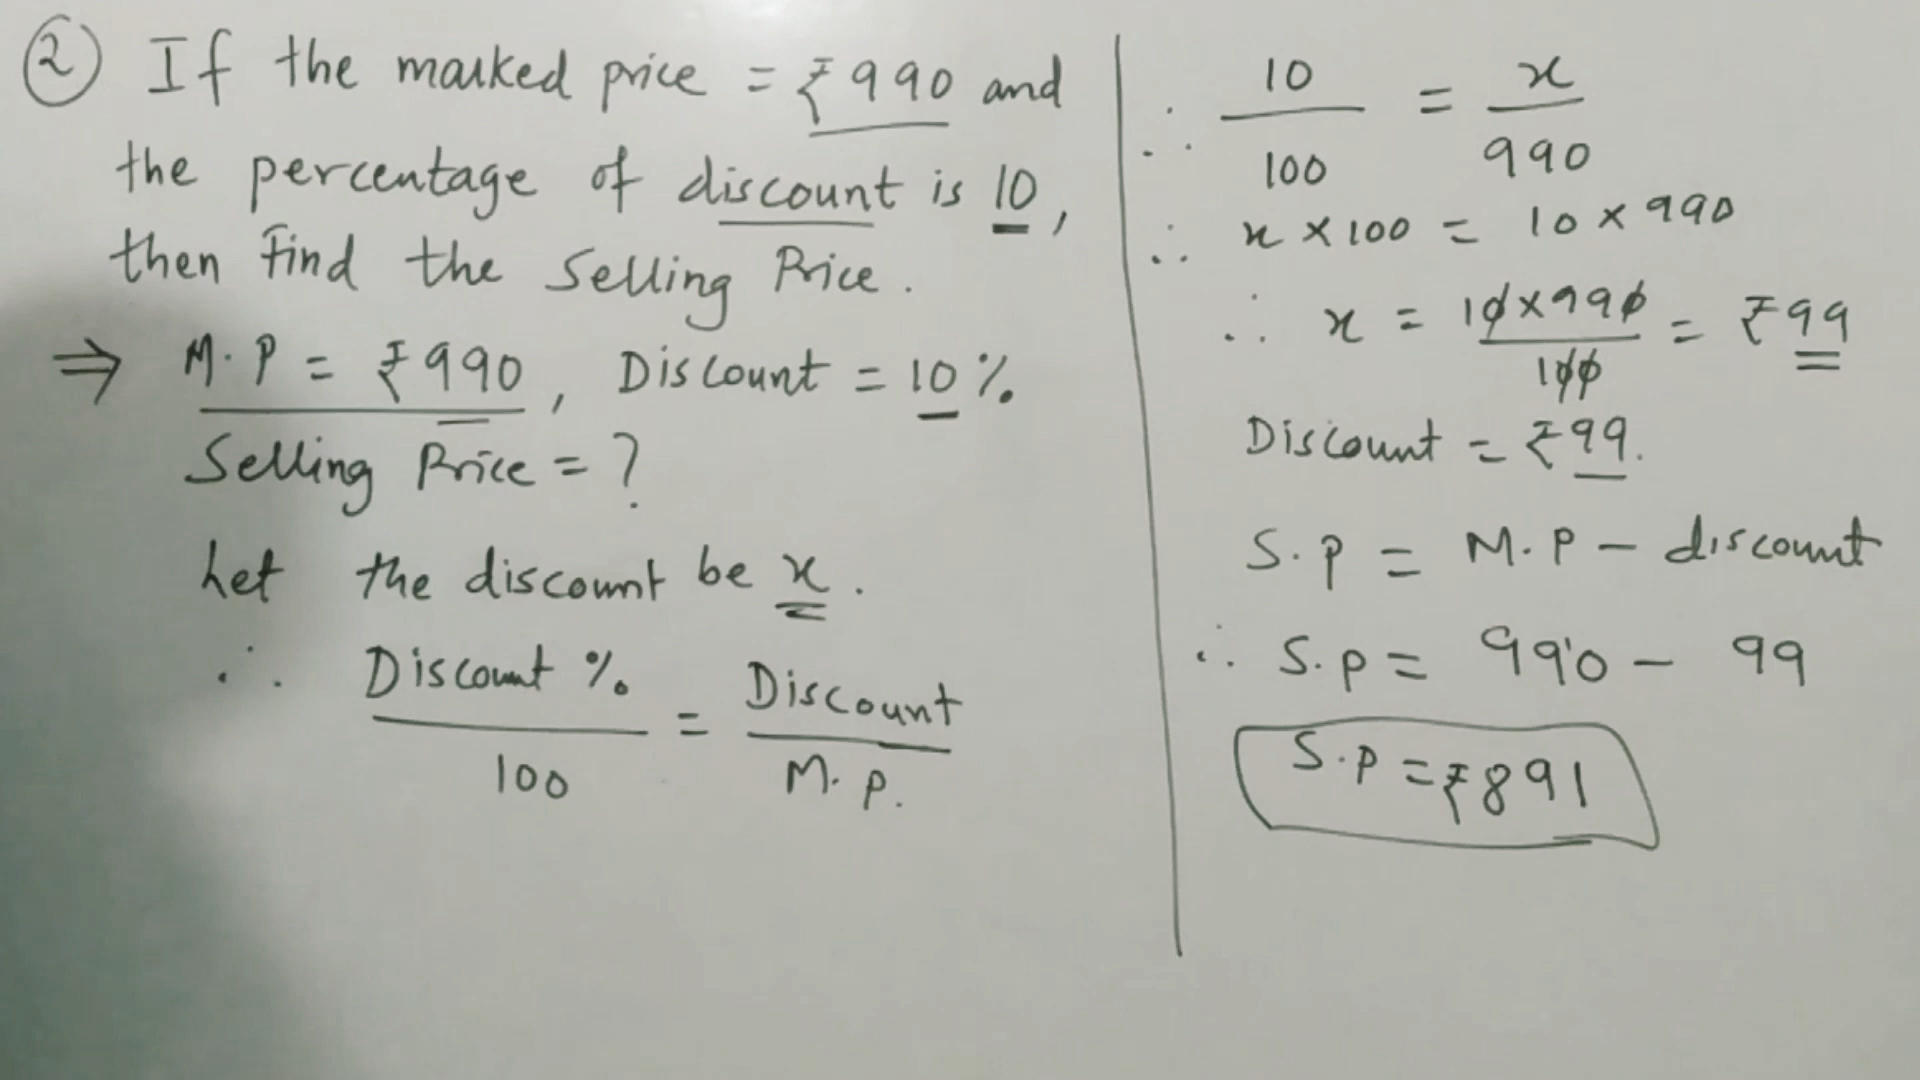 ② If the marked price = ₹990 and
the percentage of discount is 10,
then find the Selling Price.
⇒ M.P = ₹990, Discount = 10%.
Selling Price = ?
Let the discount be x.
∴ Discount % / 100 = Discount / M.P.
∴ 10 / 100 = x / 990
∴ x × 100 = 10 × 990
∴ x = 10×990 / 100 = ₹99
Discount = ₹99.
S.P = M.P – discount
∴ S.P = 990 – 99
S.P = ₹891